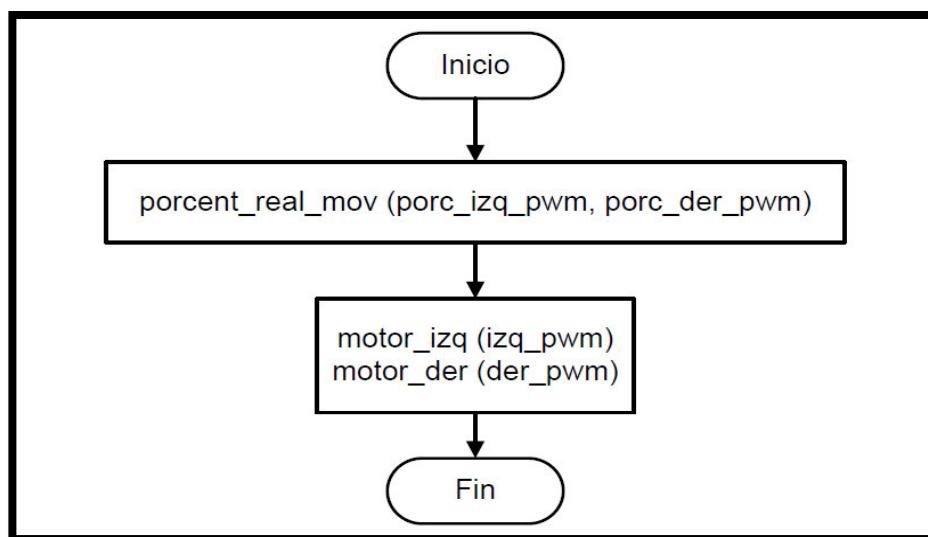 Inicio
porcent_real_mov (porc_izq_pwm, porc_der_pwm)
motor_izq (izq_pwm)
motor_der (der_pwm)
Fin